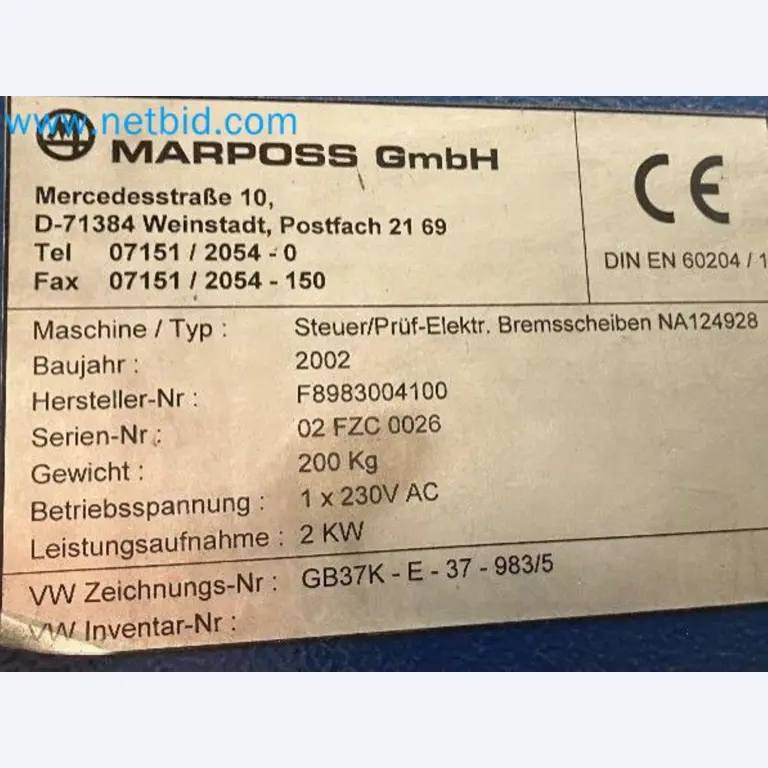 www.netbid.com
MARPOSS GmbH
Mercedesstraße 10,
D-71384 Weinstadt, Postfach 21 69
Tel 07151 / 2054 - 0
Fax 07151 / 2054 - 150
CE
DIN EN 60204 / 1
Maschine / Typ : Steuer/Prüf-Elektr. Bremsscheiben NA124928
Baujahr : 2002
Hersteller-Nr : F8983004100
Serien-Nr : 02 FZC 0026
Gewicht : 200 Kg
Betriebsspannung : 1 x 230V AC
Leistungsaufnahme : 2 KW
VW Zeichnungs-Nr : GB37K - E - 37 - 983/5
VW Inventar-Nr :